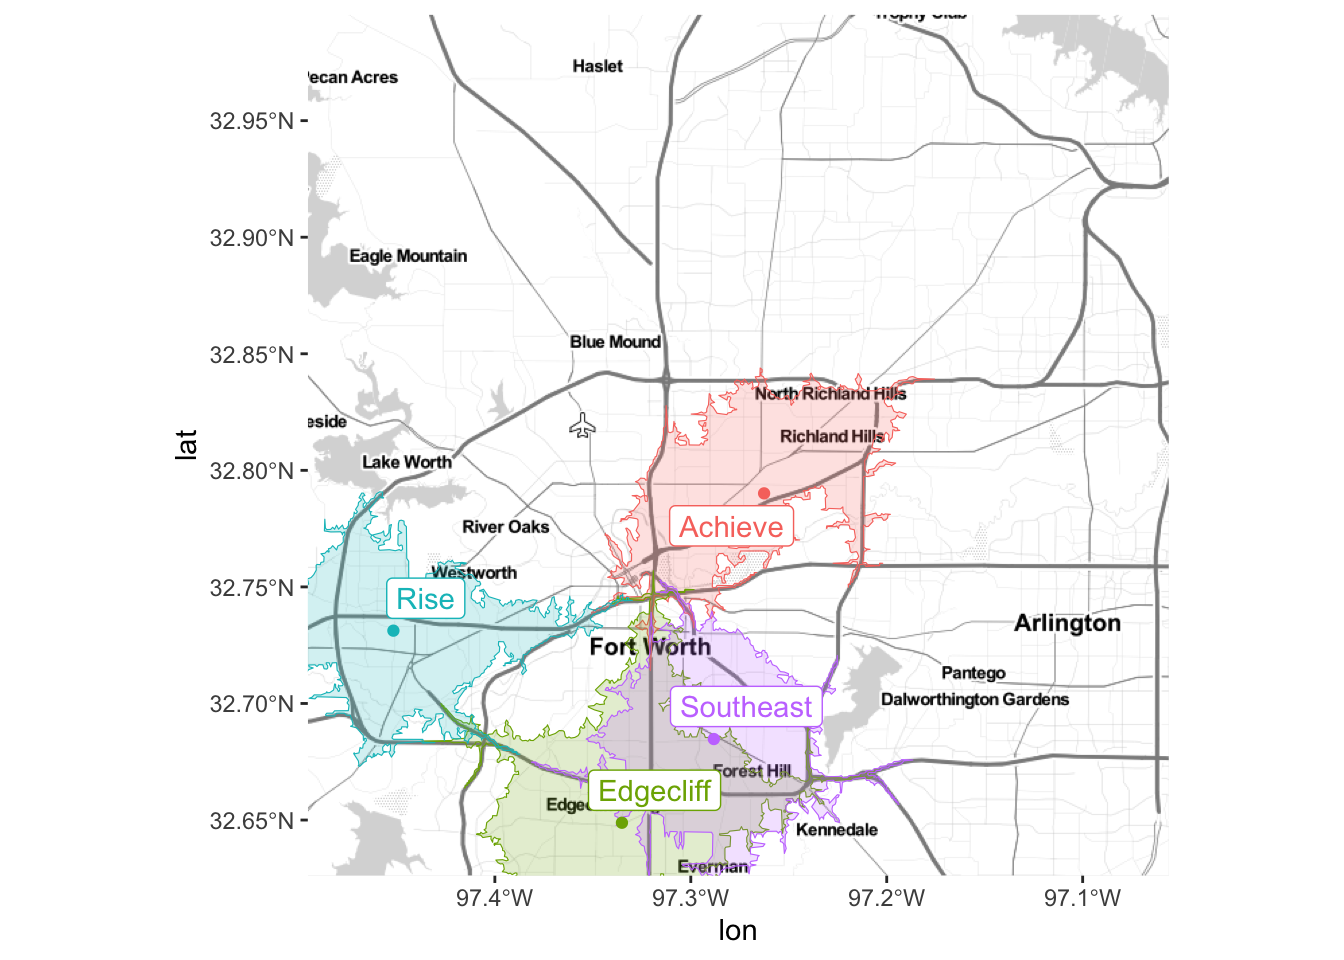 Trophy Club
Haslet
ecan Acres
32.95°N
32.90°N
Eagle Mountain
32.85°N
Blue Mound
North Richland Hills
eside
Richland Hills
lat
32.80°N
Lake Worth
River Oaks
Achieve
Westworth
32.75°N
Rise
Arlington
Fort Worth
Pantego
32.70°N
Dalworthington Gardens
Southeast
Forest Hill
Edgecliff
32.65°N
Kennedale
Everman
97.4°W
97.3°W
97.2°W
97.1°W
lon